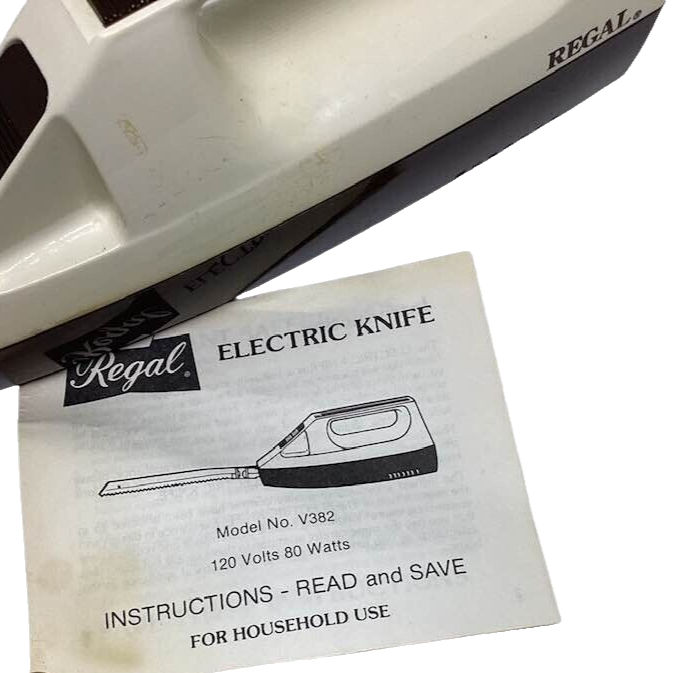 REGAL®
Regal®
ELECTRIC KNIFE
Model No. V382
120 Volts 80 Watts
INSTRUCTIONS - READ and SAVE
FOR HOUSEHOLD USE